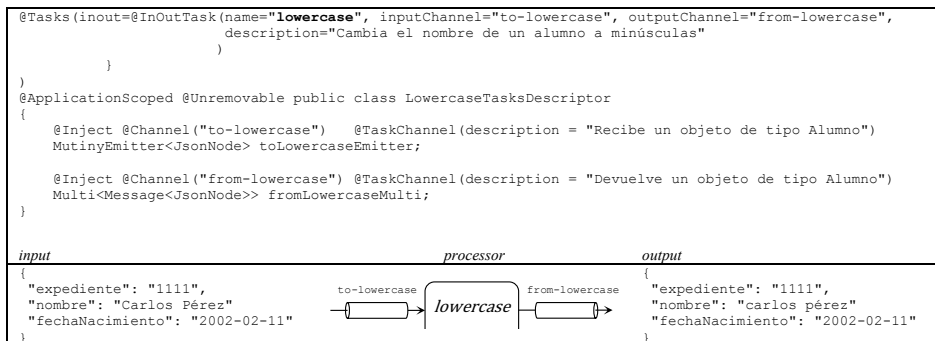 @Tasks(inout=@InOutTask(name="lowercase", inputChannel="to-lowercase", outputChannel="from-lowercase",
description="Cambia el nombre de un alumno a minúsculas"
)
}
)
@ApplicationScoped @Unremovable public class LowercaseTasksDescriptor
{
@Inject @Channel("to-lowercase") @TaskChannel(description = "Recibe un objeto de tipo Alumno")
MutinyEmitter<JsonNode> toLowercaseEmitter;
@Inject @Channel("from-lowercase") @TaskChannel(description = "Devuelve un objeto de tipo Alumno")
Multi<Message<JsonNode>> fromLowercaseMulti;
}
input processor output
{
"expediente": "1111",
"nombre": "Carlos Pérez"
"fechaNacimiento": "2002-02-11"
}
to-lowercase
lowercase
from-lowercase
{
"expediente": "1111",
"nombre": "carlos pérez"
"fechaNacimiento": "2002-02-11"
}